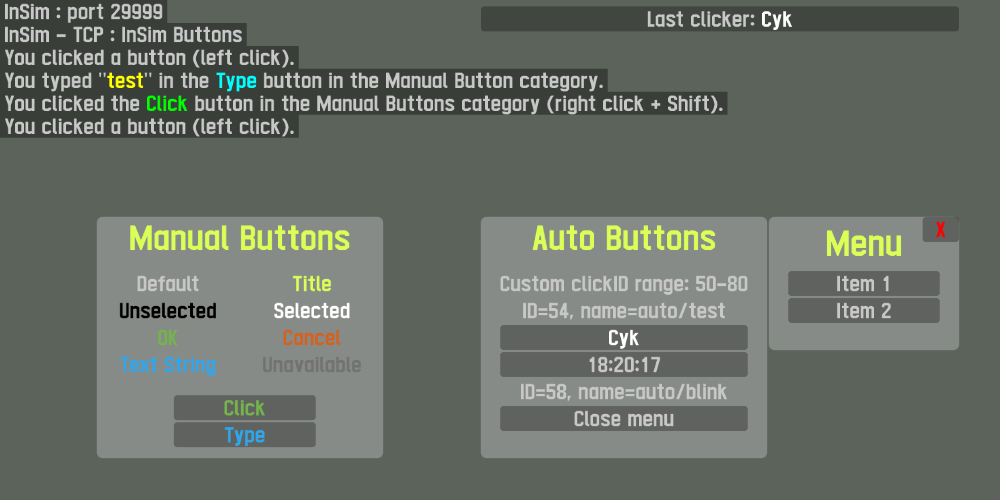 InSim : port 29999
Last clicker: Cyk
InSim - TCP : InSim Buttons
You clicked a button (left click).
You typed "test" in the Type button in the Manual Button category.
You clicked the Click button in the Manual Buttons category (right click + Shift).
You clicked a button (left click).
Manual Buttons
Default Title
Unselected Selected
OK Cancel
Text String Unavailable
Click
Type
Auto Buttons
Custom clickID range: 50-80
ID=54, name=auto/test
Cyk
18:20:17
ID=58, name=auto/blink
Close menu
Menu
X
Item 1
Item 2